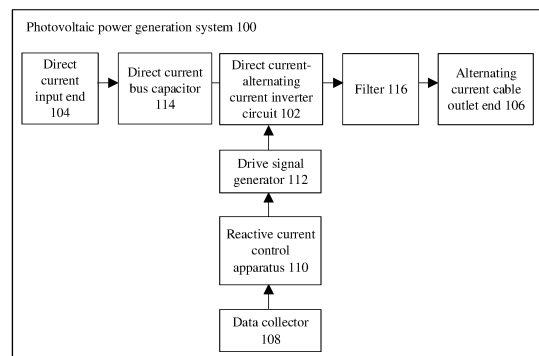 Photovoltaic power generation system 100
Direct
current
input end
104
Direct current
bus capacitor
114
Direct current-
alternating
current inverter
circuit 102
Filter 116
Alternating
current cable
outlet end 106
Drive signal
generator 112
Reactive current
control
apparatus 110
Data collector
108